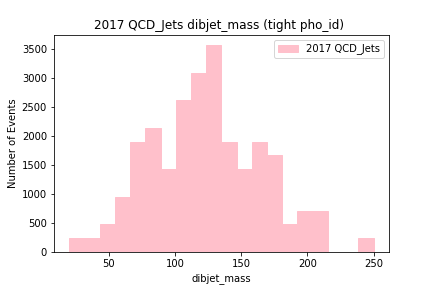 2017 QCD_Jets dibjet_mass (tight pho_id)
2017 QCD_Jets
Number of Events
3500
3000
2500
2000
1500
1000
500
0
50 100 150 200 250
dibjet_mass